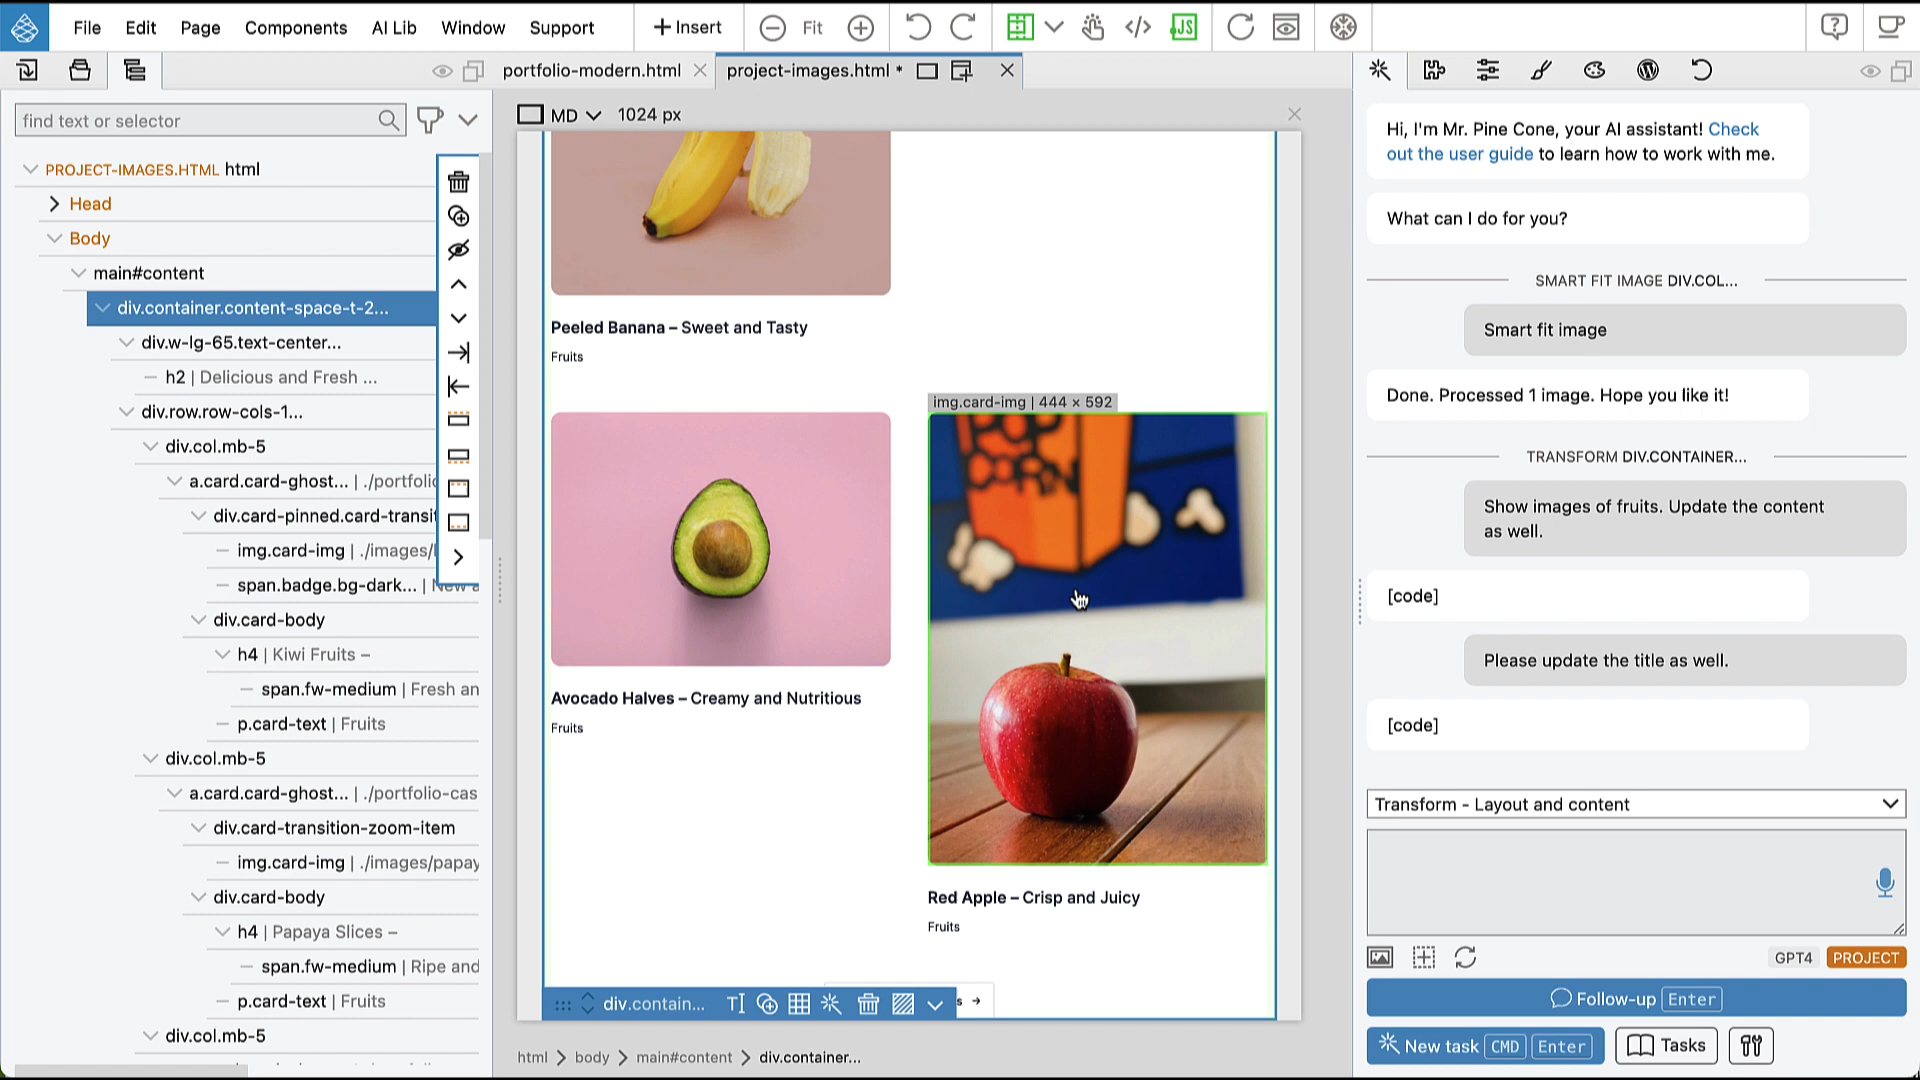 File Edit Page Components AI Lib Window Support + Insert Fit JS
portfolio-modern.html project-images.html *
find text or selector
MD 1024 px
PROJECT-IMAGES.HTML html
Head
Body
main#content
div.container.content-space-t-2...
div.w-lg-65.text-center...
h2 | Delicious and Fresh ...
div.row.row-cols-1...
div.col.mb-5
a.card.card-ghost... | ./portfolio
div.card-pinned.card-transit
img.card-img | ./images/
span.badge.bg-dark... | New a
div.card-body
h4 | Kiwi Fruits –
span.fw-medium | Fresh an
p.card-text | Fruits
div.col.mb-5
a.card.card-ghost... | ./portfolio-cas
div.card-transition-zoom-item
img.card-img | ./images/papay
div.card-body
h4 | Papaya Slices –
span.fw-medium | Ripe and
p.card-text | Fruits
div.col.mb-5
Peeled Banana – Sweet and Tasty
Fruits
img.card-img | 444 × 592
POP
CORN
Avocado Halves – Creamy and Nutritious
Fruits
Red Apple – Crisp and Juicy
Fruits
div.contain...
s →
html > body > main#content > div.container...
Hi, I'm Mr. Pine Cone, your AI assistant! Check
out the user guide to learn how to work with me.
What can I do for you?
SMART FIT IMAGE DIV.COL...
Smart fit image
Done. Processed 1 image. Hope you like it!
TRANSFORM DIV.CONTAINER...
Show images of fruits. Update the content
as well.
[code]
Please update the title as well.
[code]
Transform - Layout and content
GPT4 PROJECT
Follow-up Enter
New task CMD Enter Tasks